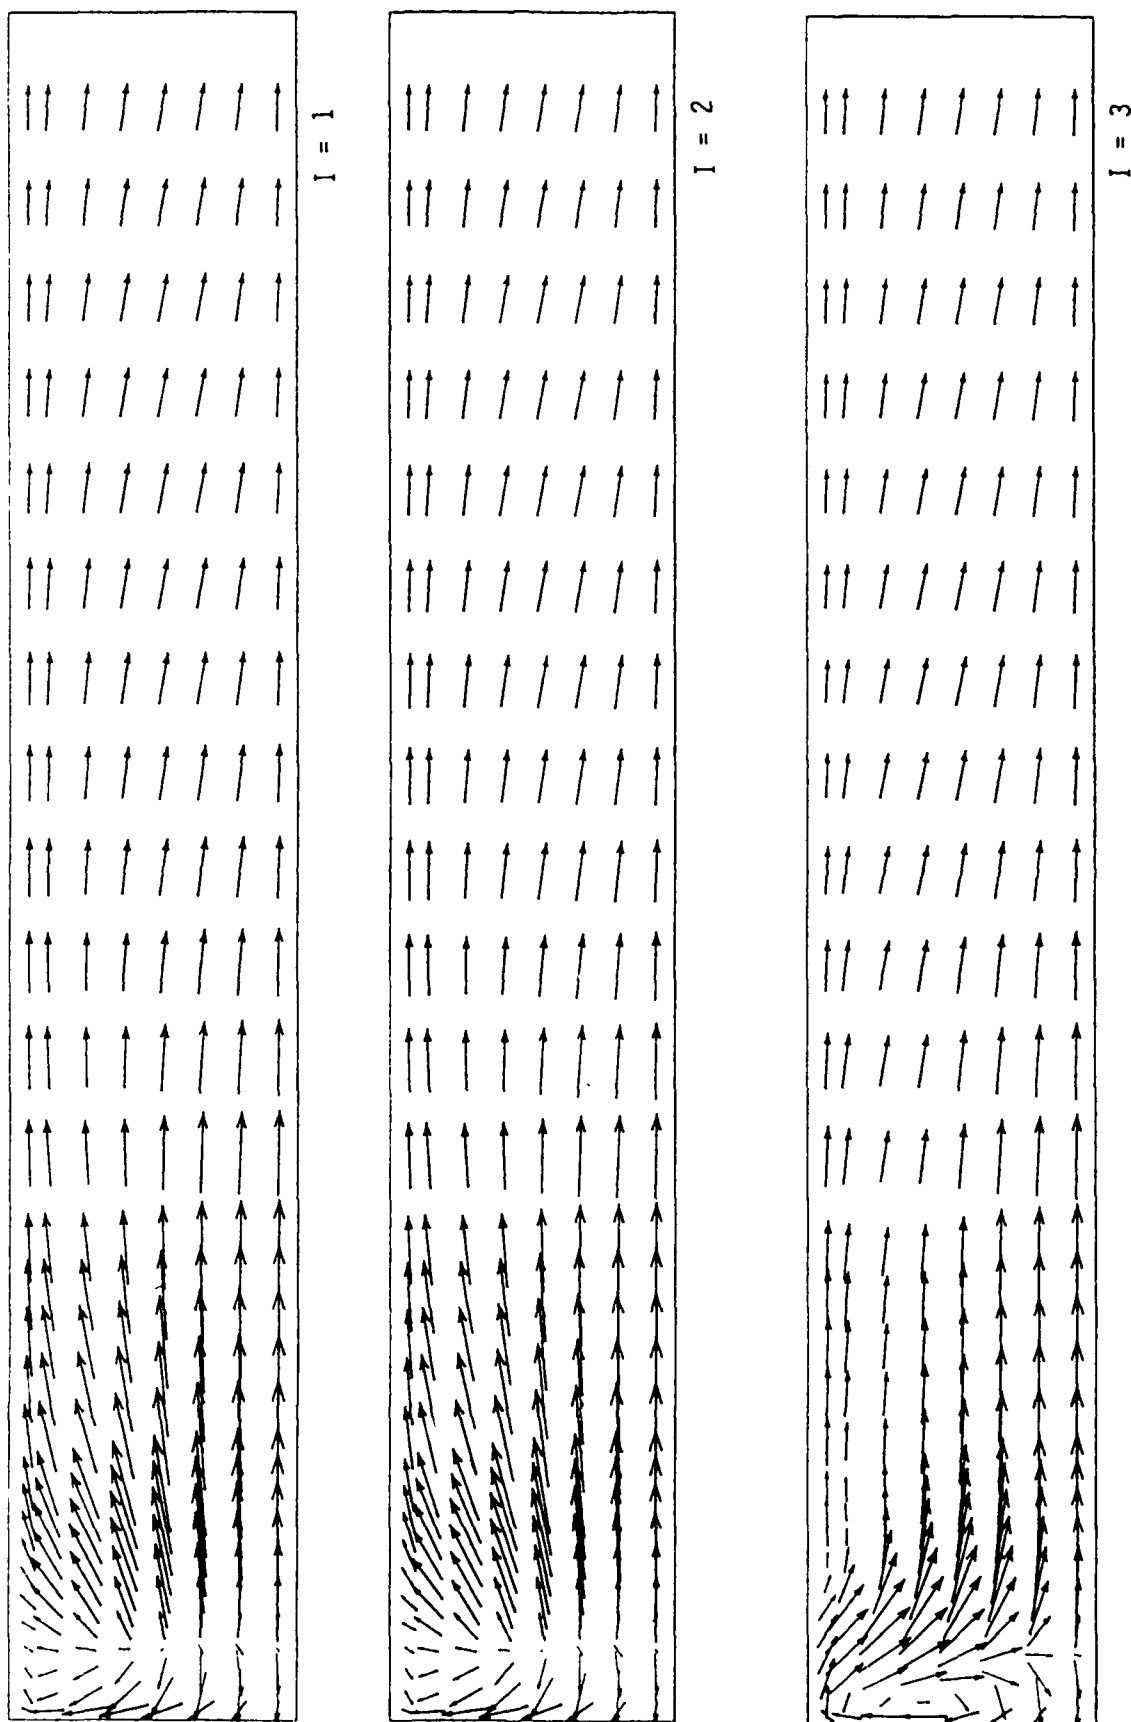 I = 1
I = 2
I = 3